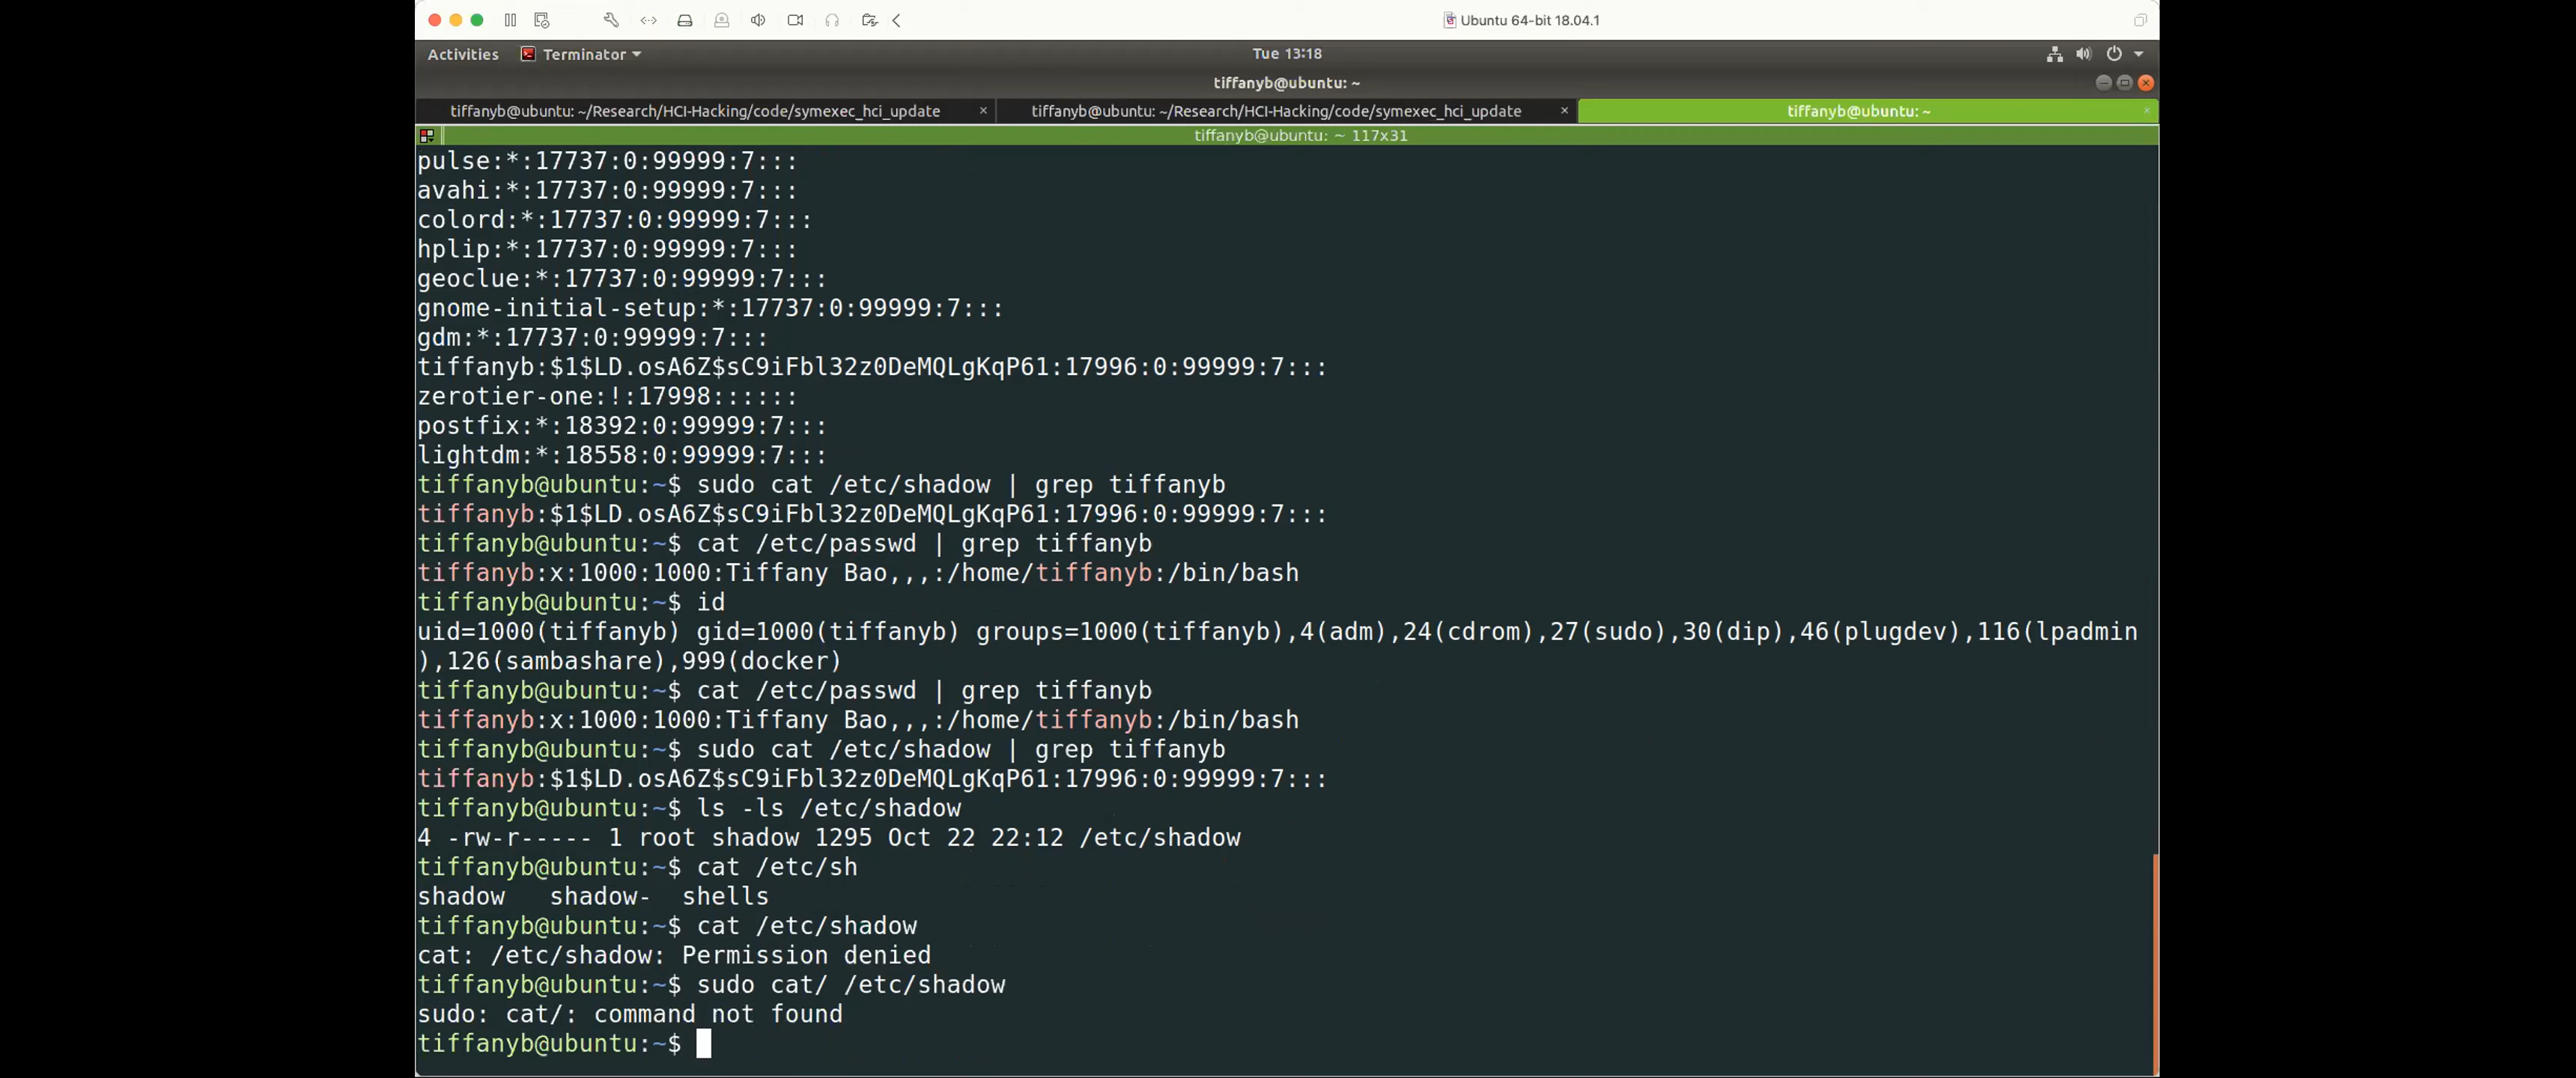 Ubuntu 64-bit 18.04.1
Activities Terminator Tue 13:18
tiffanyb@ubuntu: ~
tiffanyb@ubuntu: ~/Research/HCI-Hacking/code/symexec_hci_update × tiffanyb@ubuntu: ~/Research/HCI-Hacking/code/symexec_hci_update × tiffanyb@ubuntu: ~ ×
tiffanyb@ubuntu: ~ 117x31
pulse:*:17737:0:99999:7:::
avahi:*:17737:0:99999:7:::
colord:*:17737:0:99999:7:::
hplip:*:17737:0:99999:7:::
geoclue:*:17737:0:99999:7:::
gnome-initial-setup:*:17737:0:99999:7:::
gdm:*:17737:0:99999:7:::
tiffanyb:$1$LD.osA6Z$sC9iFbl32z0DeMQLgKqP61:17996:0:99999:7:::
zerotier-one:!:17998::::::
postfix:*:18392:0:99999:7:::
lightdm:*:18558:0:99999:7:::
tiffanyb@ubuntu:~$ sudo cat /etc/shadow | grep tiffanyb
tiffanyb:$1$LD.osA6Z$sC9iFbl32z0DeMQLgKqP61:17996:0:99999:7:::
tiffanyb@ubuntu:~$ cat /etc/passwd | grep tiffanyb
tiffanyb:x:1000:1000:Tiffany Bao,,,:/home/tiffanyb:/bin/bash
tiffanyb@ubuntu:~$ id
uid=1000(tiffanyb) gid=1000(tiffanyb) groups=1000(tiffanyb),4(adm),24(cdrom),27(sudo),30(dip),46(plugdev),116(lpadmin
),126(sambashare),999(docker)
tiffanyb@ubuntu:~$ cat /etc/passwd | grep tiffanyb
tiffanyb:x:1000:1000:Tiffany Bao,,,:/home/tiffanyb:/bin/bash
tiffanyb@ubuntu:~$ sudo cat /etc/shadow | grep tiffanyb
tiffanyb:$1$LD.osA6Z$sC9iFbl32z0DeMQLgKqP61:17996:0:99999:7:::
tiffanyb@ubuntu:~$ ls -ls /etc/shadow
4 -rw-r----- 1 root shadow 1295 Oct 22 22:12 /etc/shadow
tiffanyb@ubuntu:~$ cat /etc/sh
shadow   shadow-  shells
tiffanyb@ubuntu:~$ cat /etc/shadow
cat: /etc/shadow: Permission denied
tiffanyb@ubuntu:~$ sudo cat/ /etc/shadow
sudo: cat/: command not found
tiffanyb@ubuntu:~$